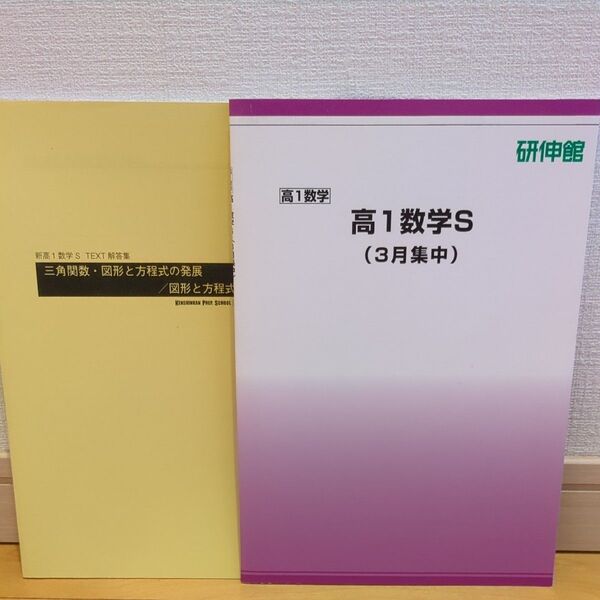 新高1数学S TEXT 解答集
三角関数・図形と方程式の発展
／図形と方程式
KENSHINKAN PREP. SCHOOL
研伸館
高1数学
高1数学S
(3月集中)